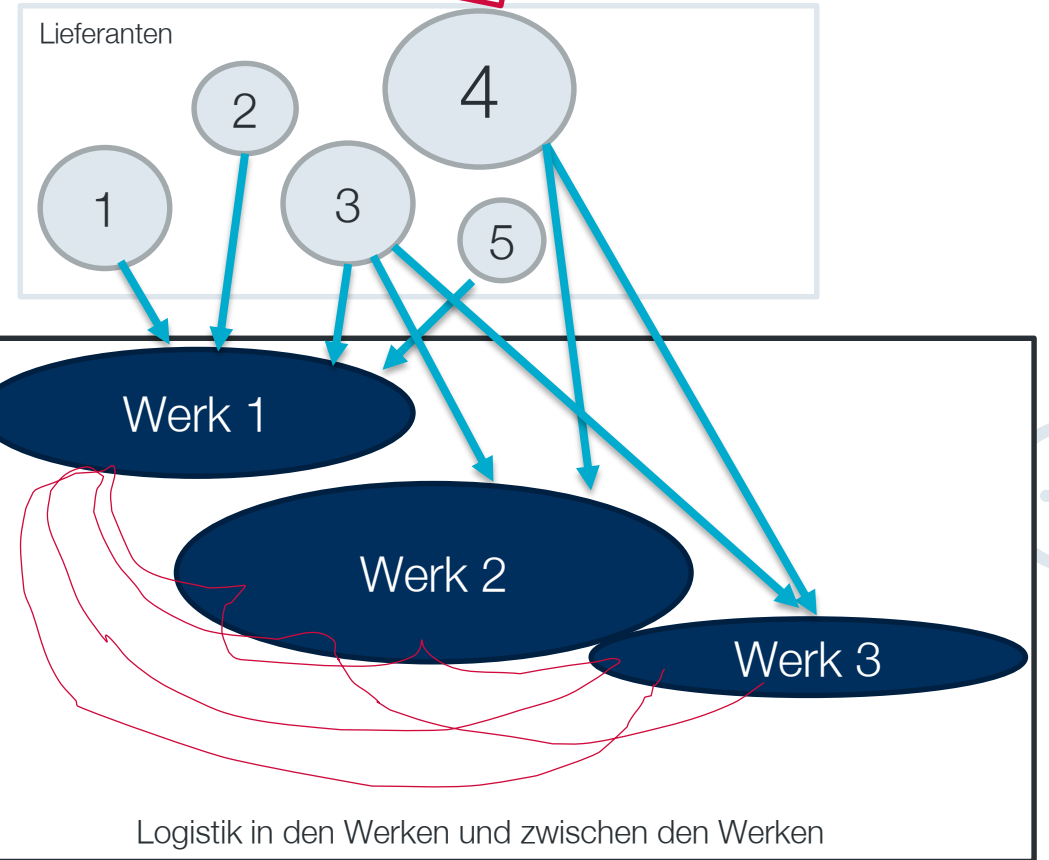 Lieferanten
4
2
1
3
5
Werk 1
Werk 2
Werk 3
Logistik in den Werken und zwischen den Werken